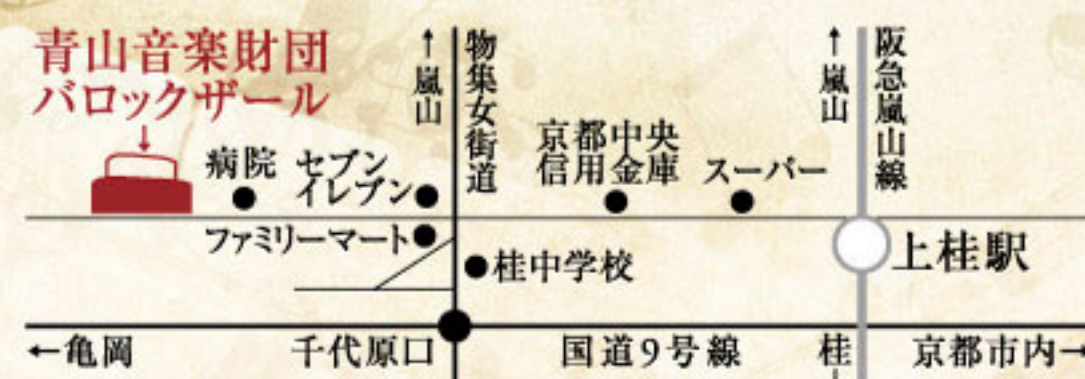 青山音楽財団
バロックザール
↓
病院
セブン
イレブン
ファミリーマート
↑嵐山
物集女街道
京都中央
信用金庫
スーパー
↑嵐山
阪急嵐山線
上桂駅
桂中学校
←亀岡
千代原口
国道9号線
桂
京都市内→